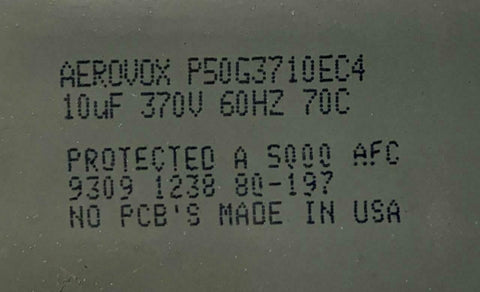 AEROVOX P50G3710EC4
10uF 370V 60HZ 70C
PROTECTED A 5000 AFC
9309 1238 80-197
NO PCB'S MADE IN USA